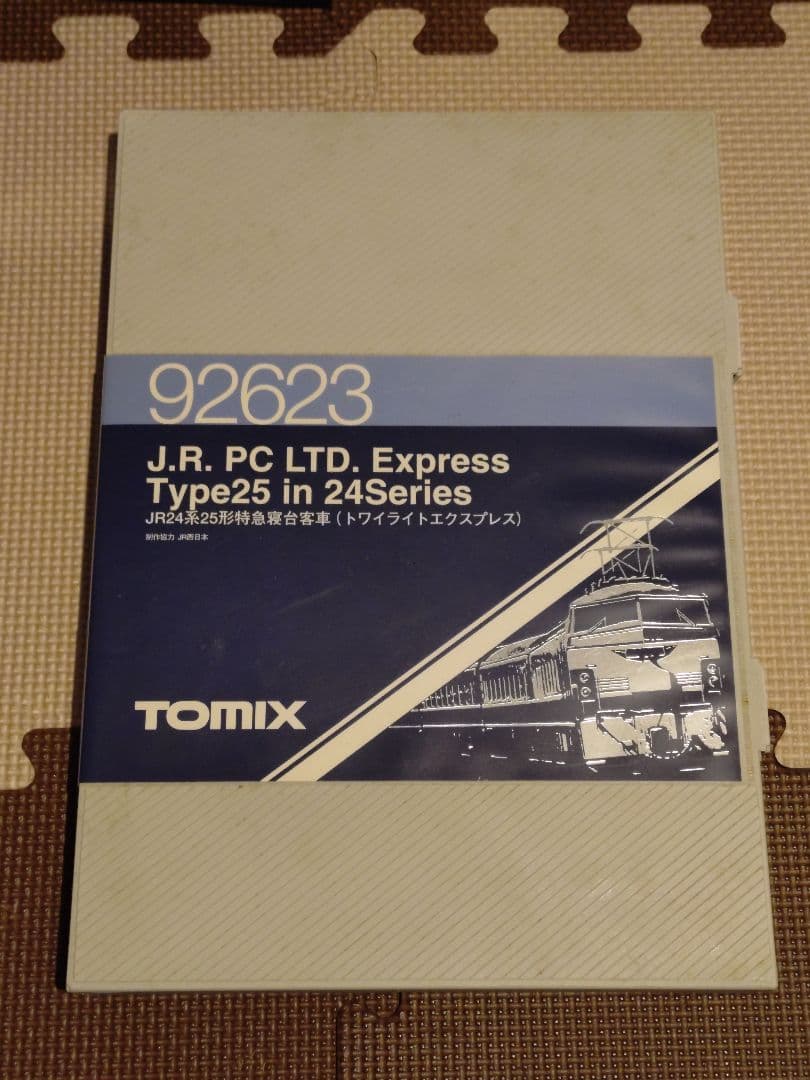 92623
J.R. PC LTD. Express
Type25 in 24Series
JR24系25形特急寝台客車(トワイライトエクスプレス)
制作協力 JR西日本
TOMIX